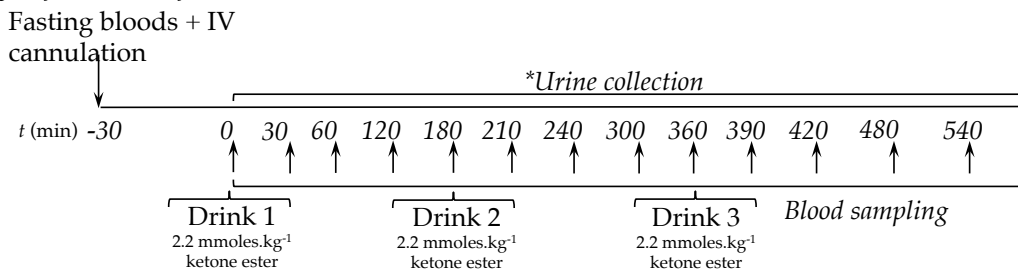 Fasting bloods + IV
cannulation
*Urine collection
t (min) -30 0 30 60 120 180 210 240 300 360 390 420 480 540
Drink 1 Drink 2 Drink 3 Blood sampling
2.2 mmoles.kg-1 2.2 mmoles.kg-1 2.2 mmoles.kg-1
ketone ester ketone ester ketone ester